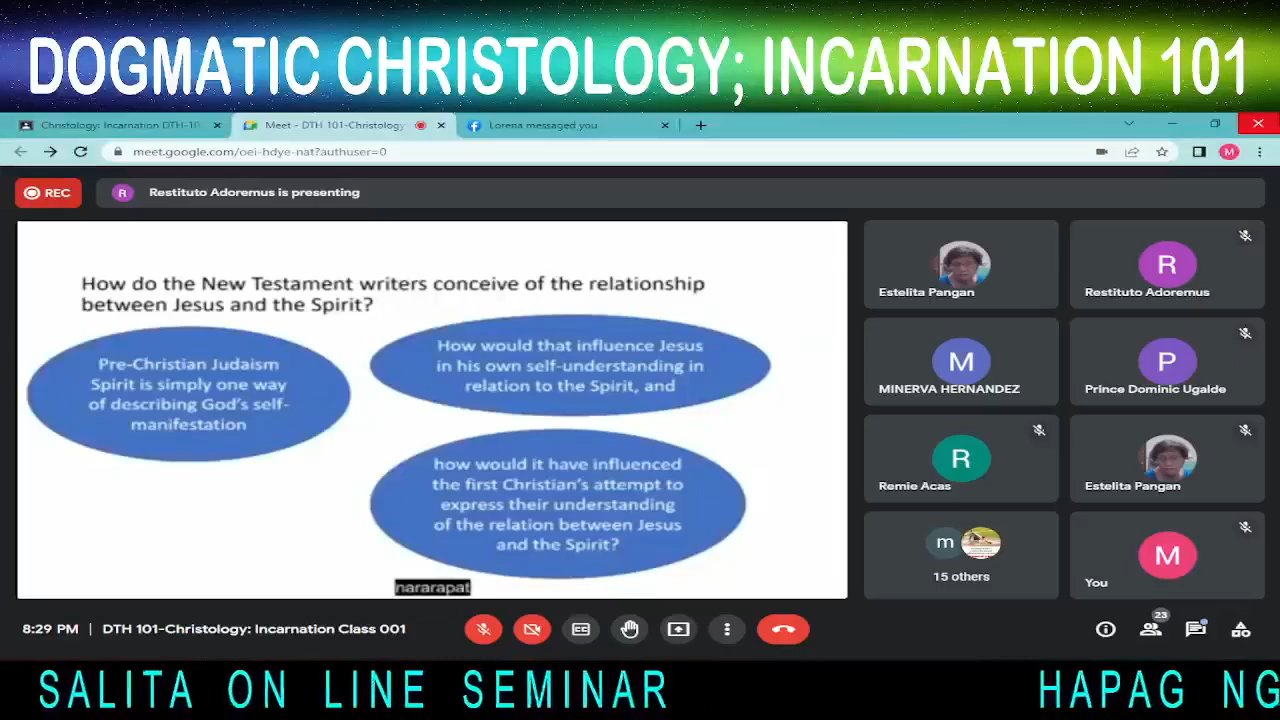 DOGMATIC CHRISTOLOGY; INCARNATION 101
Christology: Incarnation DTH-10
Meet - DTH 101-Christology
Lorena messaged you
meet.google.com/oei-hdye-nat?authuser=0
M
REC
R
Restituto Adoremus is presenting
How do the New Testament writers conceive of the relationship
between Jesus and the Spirit?
Pre-Christian Judaism
Spirit is simply one way
of describing God's self-
manifestation
How would that influence Jesus
in his own self-understanding in
relation to the Spirit, and
how would it have influenced
the first Christian's attempt to
express their understanding
of the relation between Jesus
and the Spirit?
nararapat
Estelita Pangan
R
Restituto Adoremus
M
MINERVA HERNANDEZ
P
Prince Dominic Ugalde
R
Remie Acas
Estelita Pangan
m
15 others
M
You
8:29 PM | DTH 101-Christology: Incarnation Class 001
CC
23
SALITA ON LINE SEMINAR
HAPAG NG